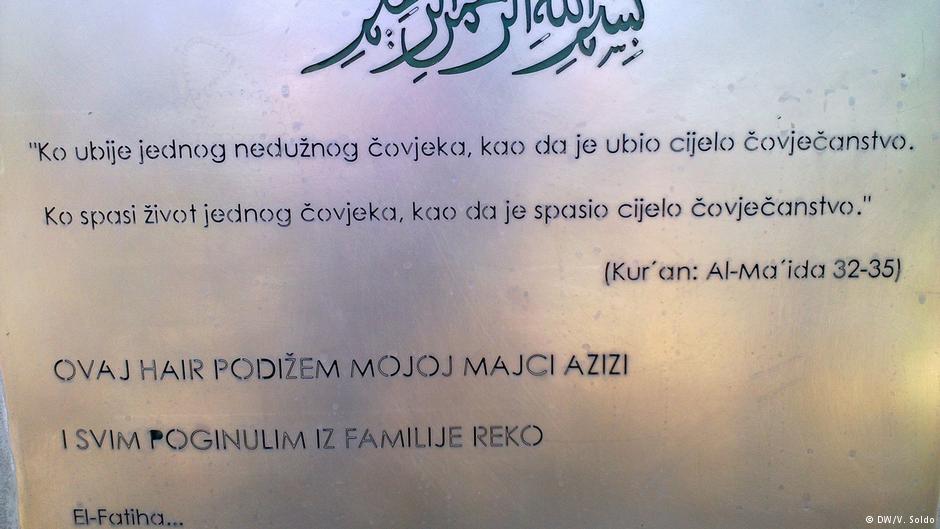 بسم الله الرحمن الرحيم
"Ko ubije jednog nedužnog čovjeka, kao da je ubio cijelo čovječanstvo.
Ko spasi život jednog čovjeka, kao da je spasio cijelo čovječanstvo."
(Kur´an: Al-Ma´ida 32-35)
OVAJ HAIR PODIŽEM MOJOJ MAJCI AZIZI
I SVIM POGINULIM IZ FAMILIJE REKO
El-Fatiha...
© DW/V. Soldo